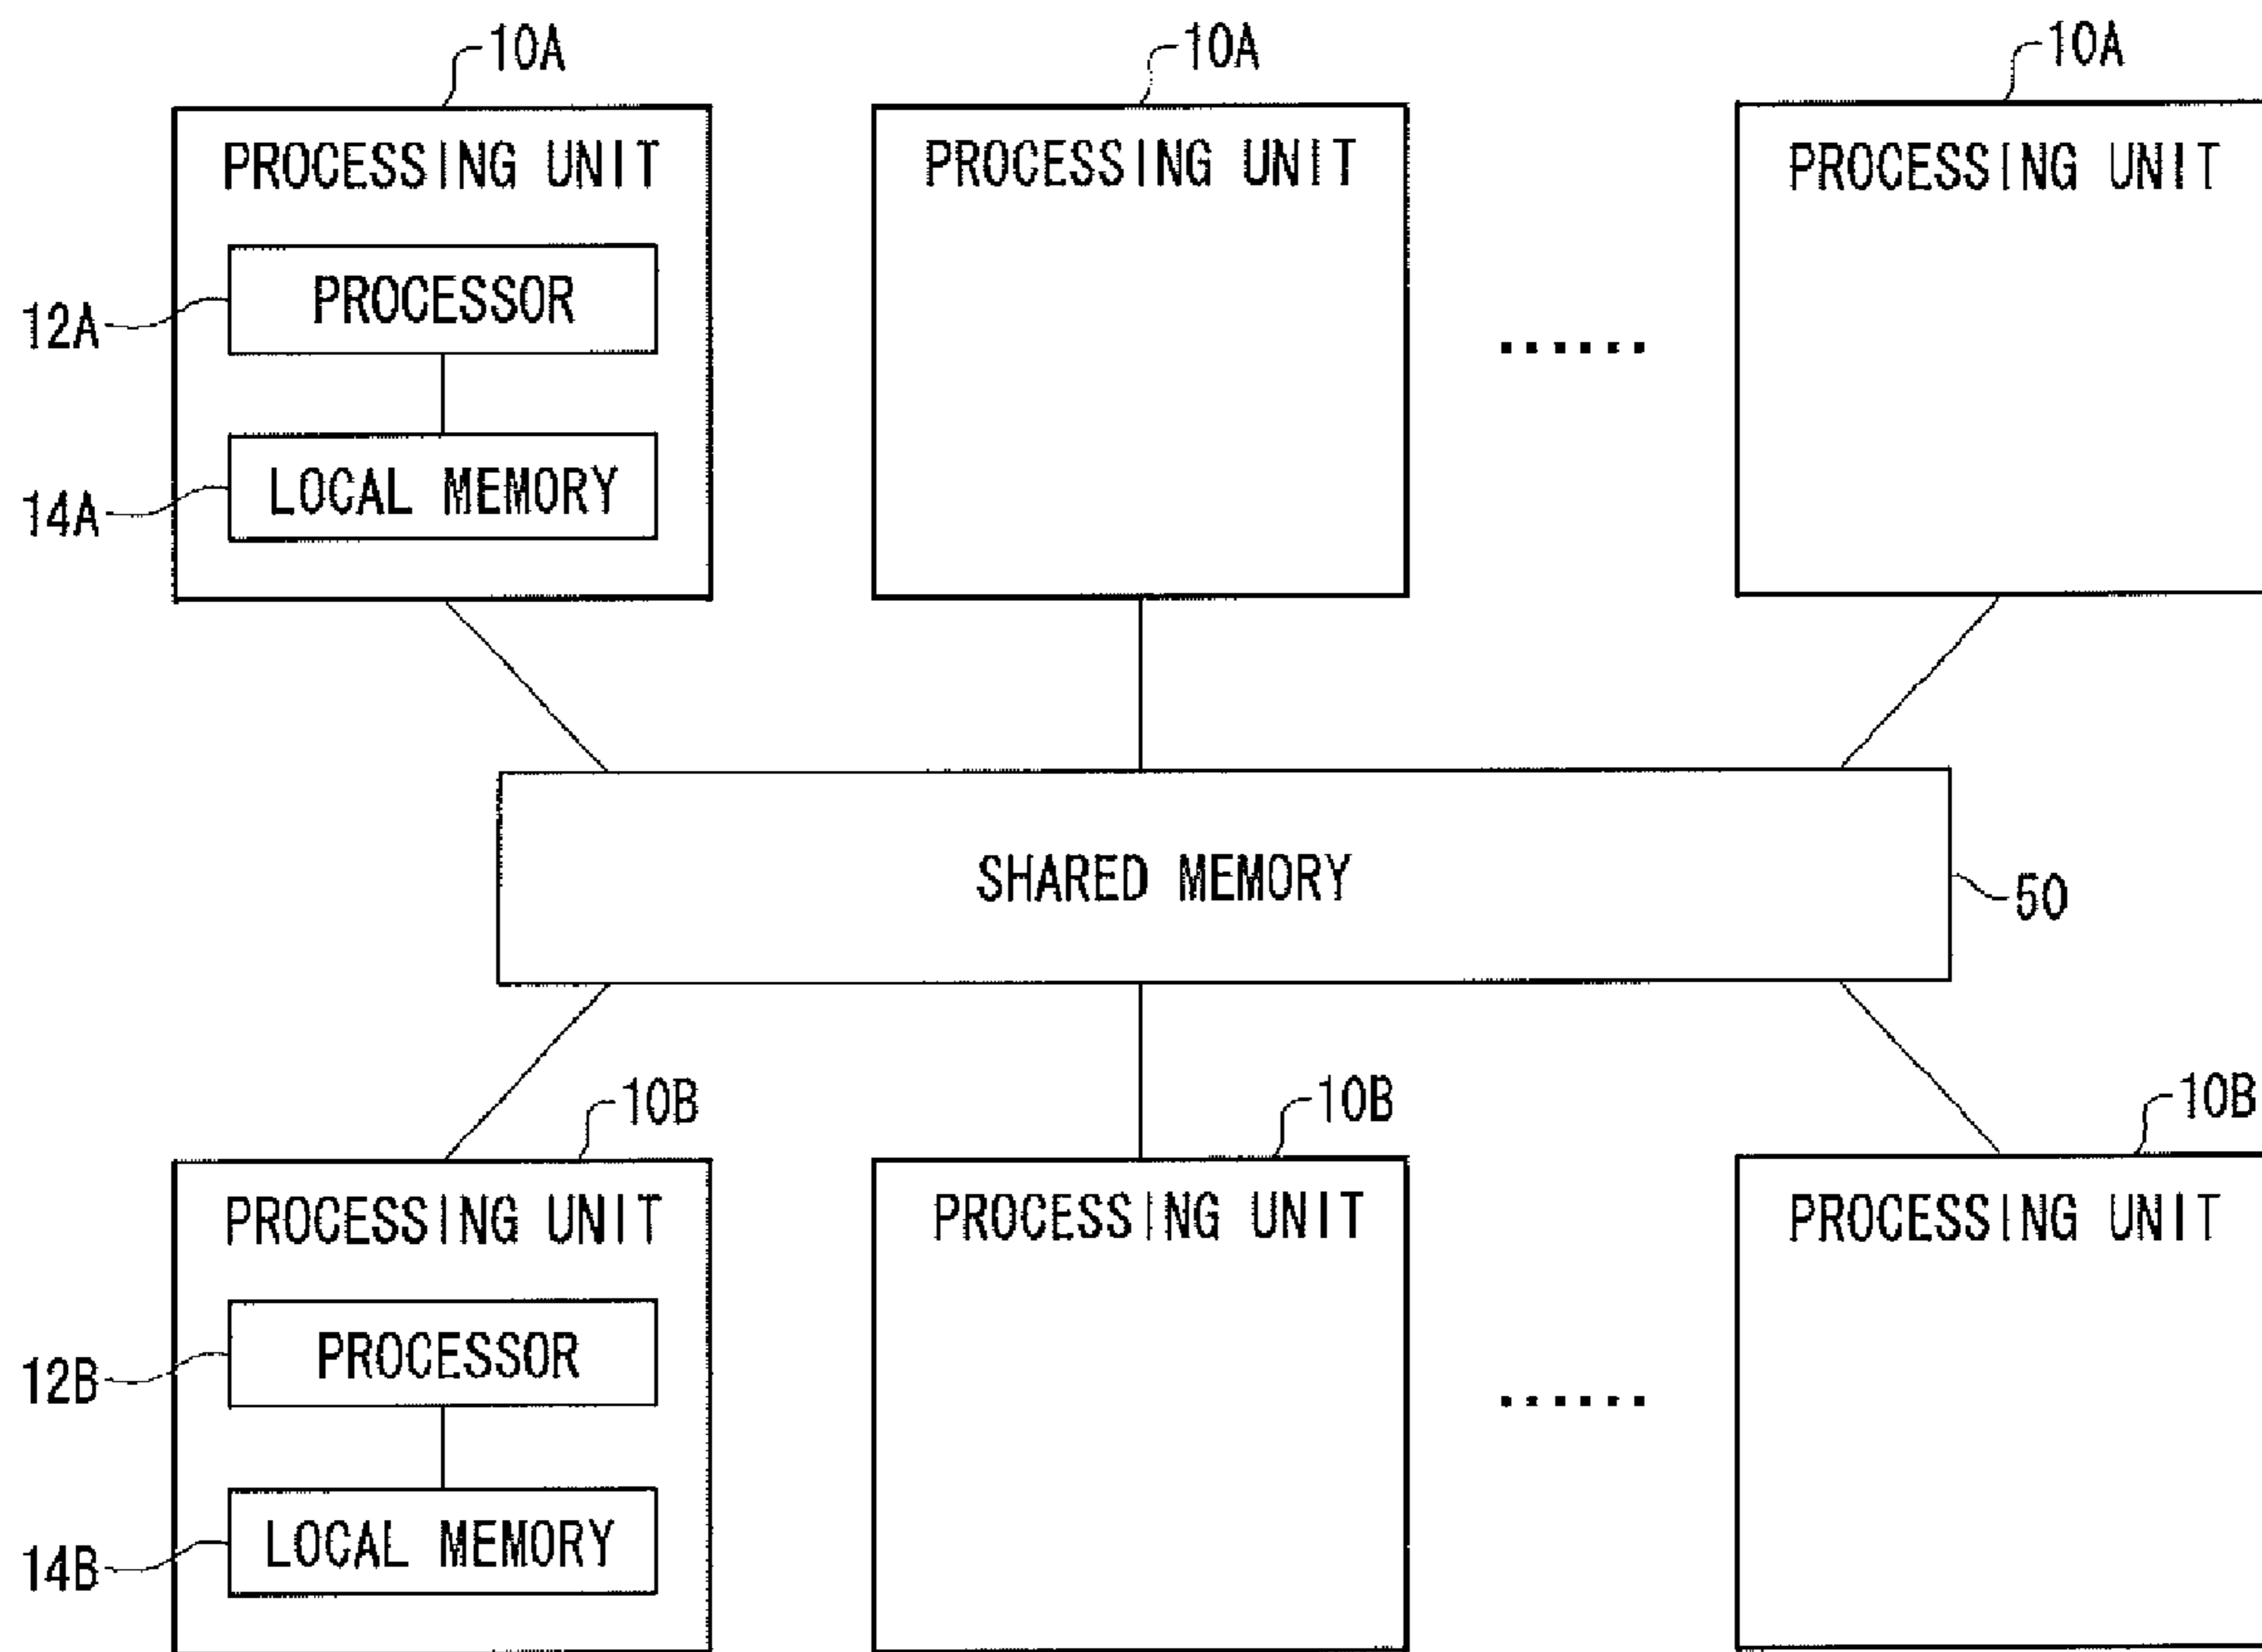 10A 10A 10A
PROCESSING UNIT PROCESSING UNIT PROCESSING UNIT
PROCESSOR
12A
LOCAL MEMORY
14A
......
SHARED MEMORY
50
10B 10B 10B
PROCESSING UNIT PROCESSING UNIT PROCESSING UNIT
PROCESSOR
12B
......
LOCAL MEMORY
14B